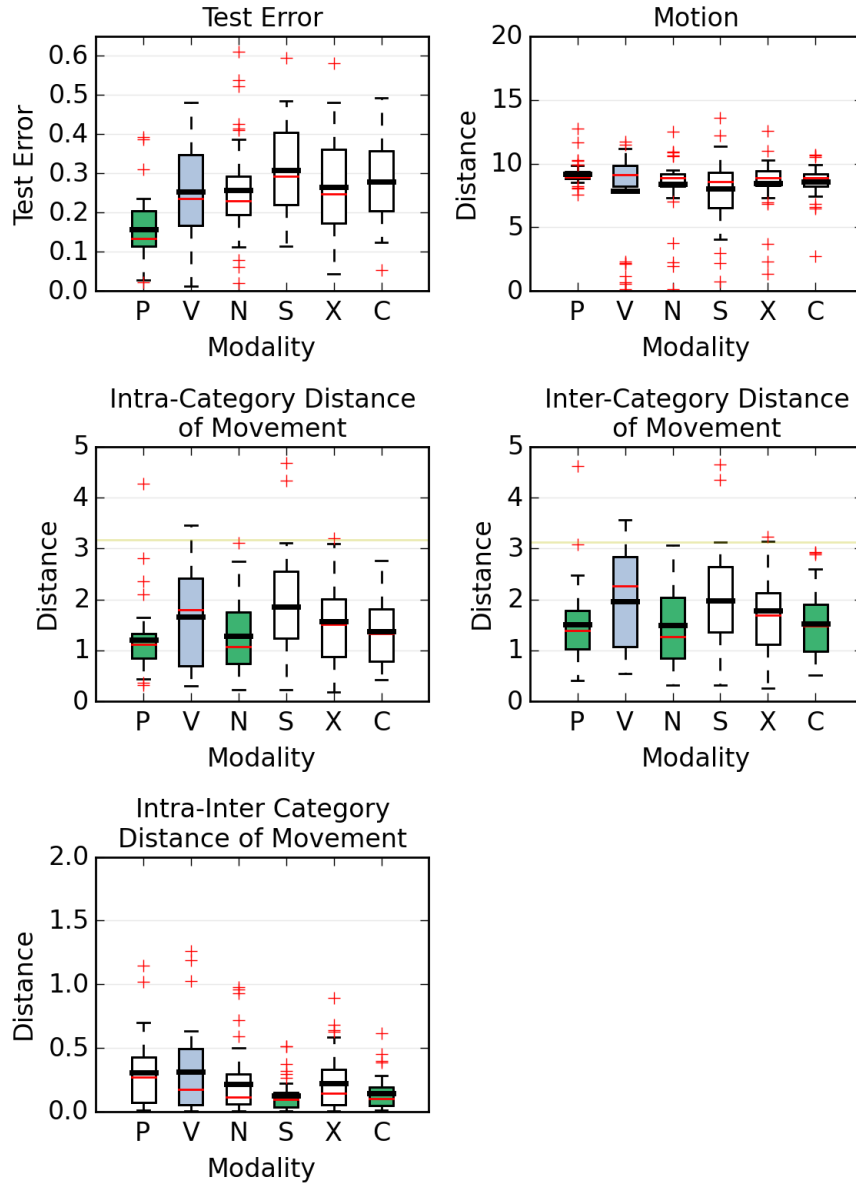 Test Error
Test Error
0.6
0.5
0.4
0.3
0.2
0.1
0.0
P V N S X C
Modality
Motion
Distance
20
15
10
5
0
P V N S X C
Modality
Intra-Category Distance
of Movement
Distance
5
4
3
2
1
0
P V N S X C
Modality
Inter-Category Distance
of Movement
Distance
5
4
3
2
1
0
P V N S X C
Modality
Intra-Inter Category
Distance of Movement
Distance
2.0
1.5
1.0
0.5
0.0
P V N S X C
Modality